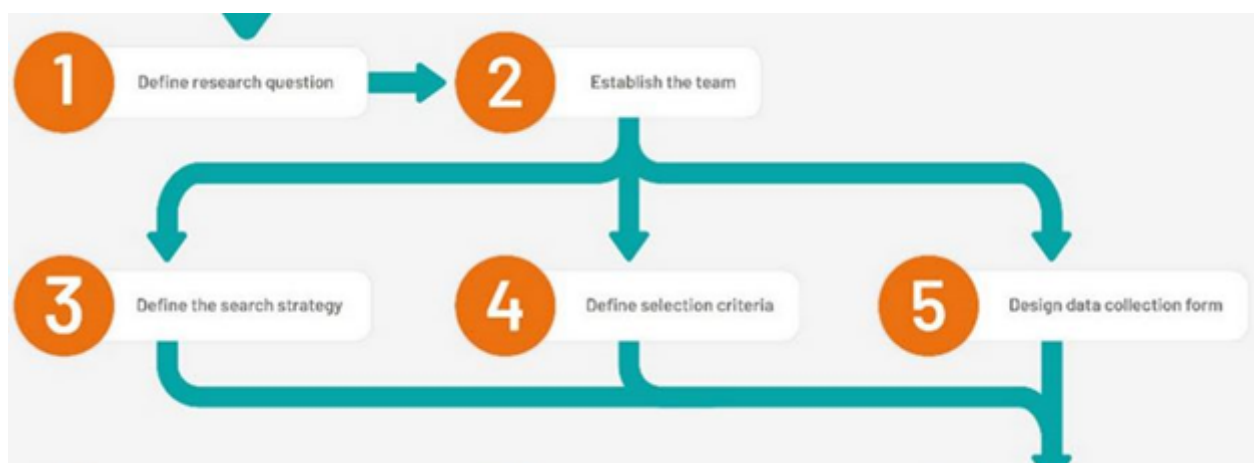 1
Define research question
2
Establish the team
3
Define the search strategy
4
Define selection criteria
5
Design data collection form